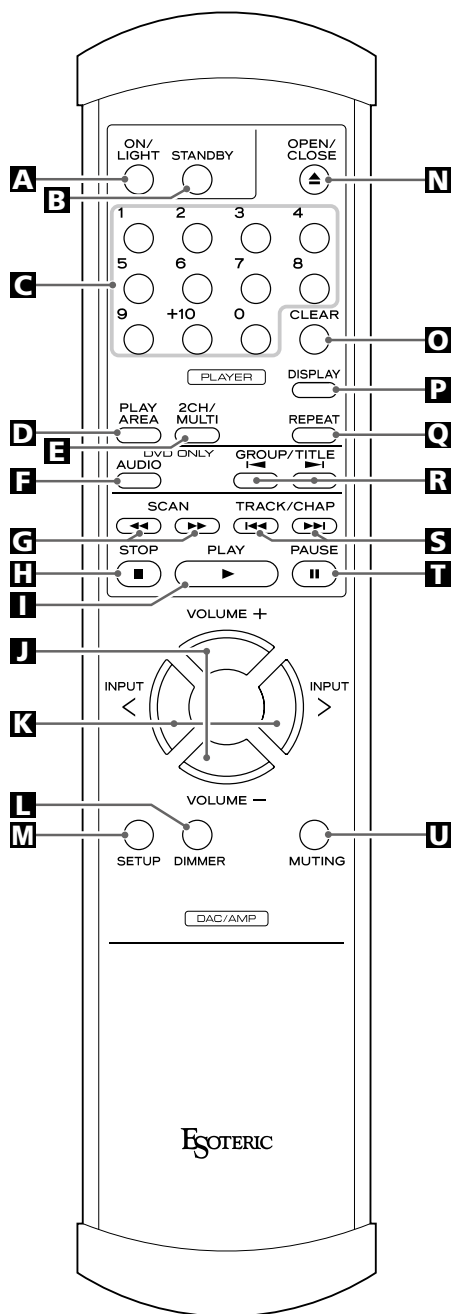 ON/ OPEN/
LIGHT STANDBY CLOSE
A B N
1 2 3 4
5 6 7 8
C
9 +10 0 CLEAR
O
PLAYER DISPLAY
P
PLAY 2CH/
AREA MULTI REPEAT
D E Q
DVD ONLY
AUDIO GROUP/TITLE
F R
SCAN TRACK/CHAP
G S
STOP PLAY PAUSE
H T
I
VOLUME +
J
INPUT INPUT
< >
K
VOLUME −
L
M U
SETUP DIMMER MUTING
DAC/AMP
ESOTERIC